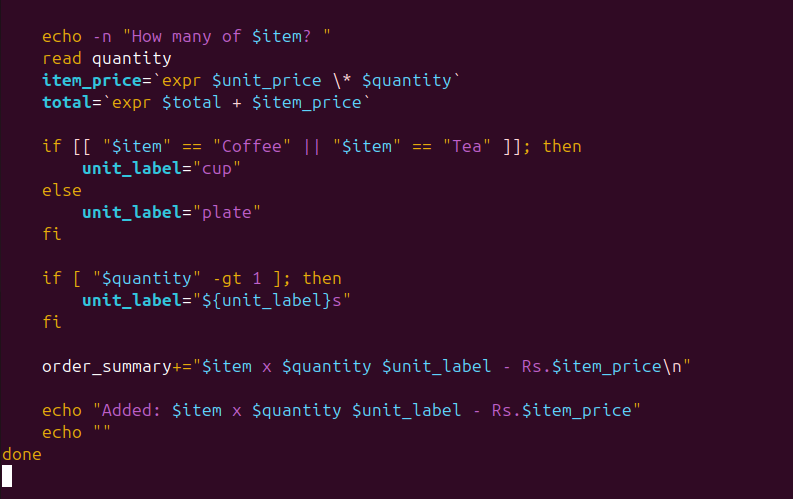 echo -n "How many of $item? "
read quantity
item_price=`expr $unit_price \* $quantity`
total=`expr $total + $item_price`
if [[ "$item" == "Coffee" || "$item" == "Tea" ]]; then
unit_label="cup"
else
unit_label="plate"
fi
if [ "$quantity" -gt 1 ]; then
unit_label="${unit_label}s"
fi
order_summary+="$item x $quantity $unit_label - Rs.$item_price\n"
echo "Added: $item x $quantity $unit_label - Rs.$item_price"
echo ""
done